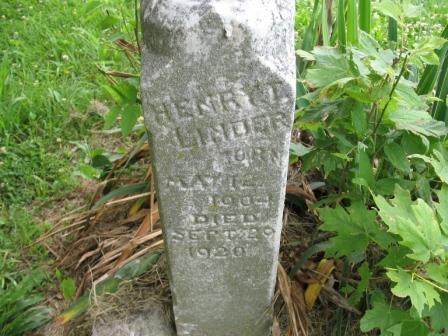 HENRY T
LINDER
BORN
MAY 12
1904
DIED
SEPT. 29
1920